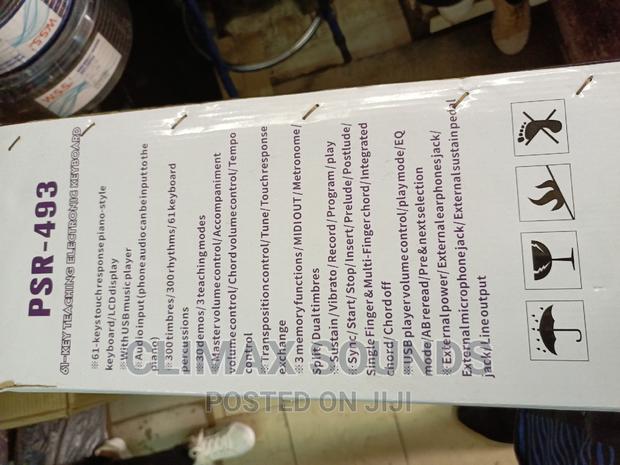 PSR-493
61-KEY TEACHING ELECTRONIC KEYBOARD
※61-keys touch response piano-style
keyboard/LCD display
※With USB music player
※Audio input (phone audio can be input to the
piano)
※300 timbres/300 rhythms/61 keyboard
percussions
※30 demos/3 teaching modes
※Master volume control/Accompaniment
volume control/Chord volume control/Tempo
control
※Transposition control/Tune/Touch response
exchange
※3 memory functions/MIDI OUT/Metronome/
Split/Dual timbres
※Sustain/Vibrato/Record/Program/play
※Sync/Start/Stop/Insert/Prelude/Postlude/
Single Finger & Multi-Finger chord/Integrated
chord/Chord off
※USB player volume control/play mode/EQ
mode/AB reread/Pre & next selection
※External power/External earphones jack/
External microphone jack/External sustain pedal
jack/Line output
W.S.S.
W.S.S.
POSTED ON JIJI